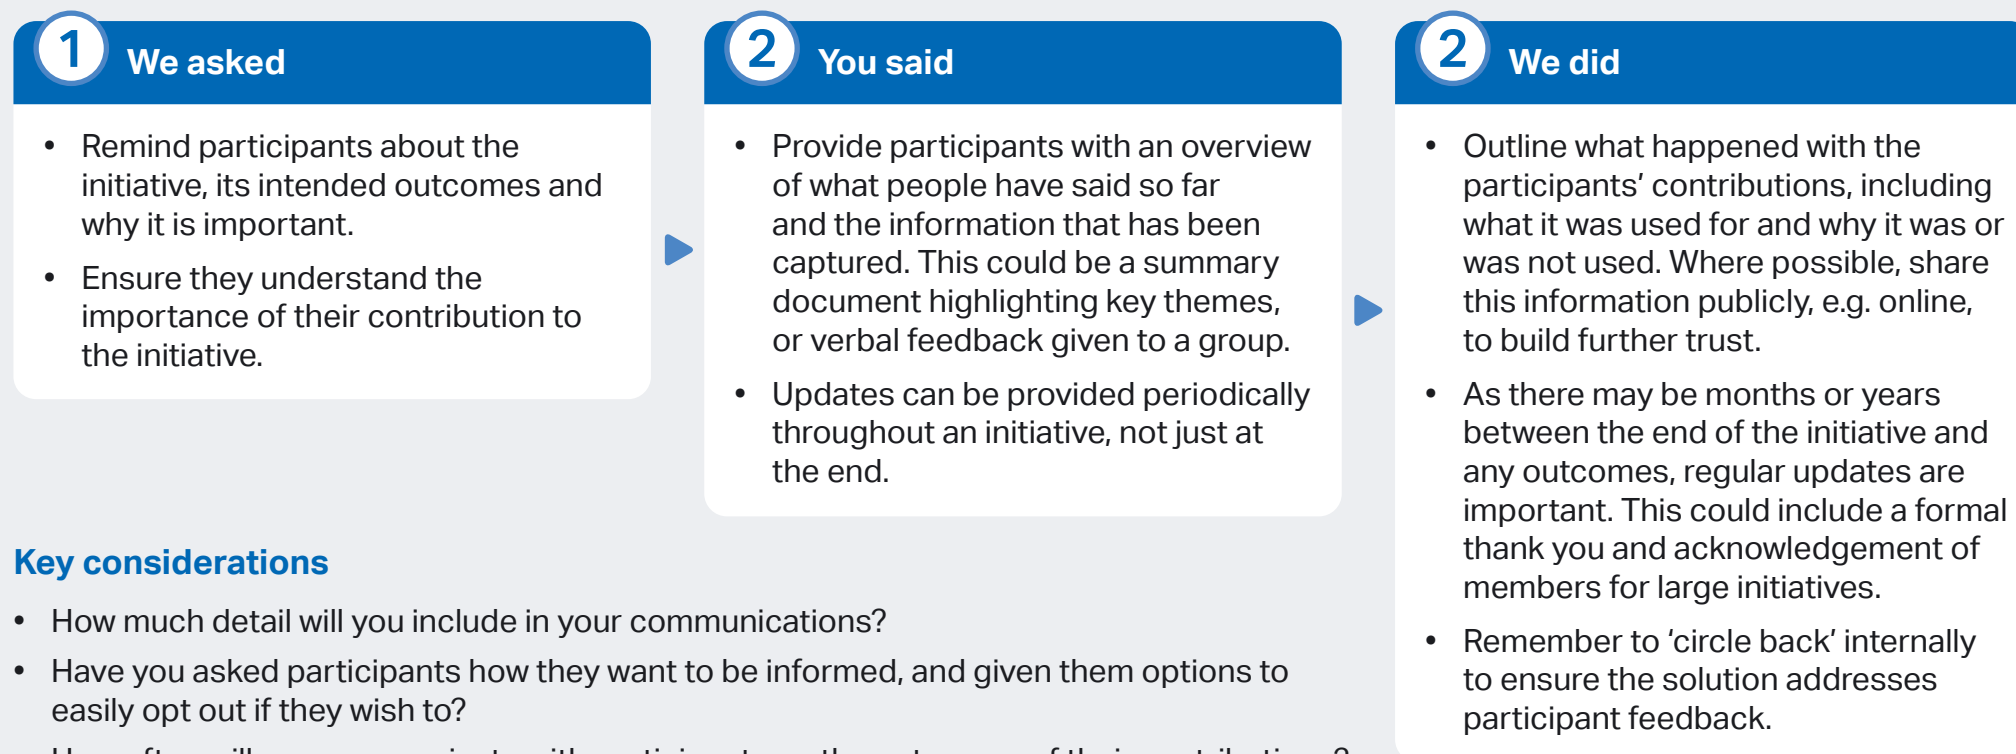 1 We asked
• Remind participants about the
initiative, its intended outcomes and
why it is important.
• Ensure they understand the
importance of their contribution to
the initiative.
2 You said
• Provide participants with an overview
of what people have said so far
and the information that has been
captured. This could be a summary
document highlighting key themes,
or verbal feedback given to a group.
• Updates can be provided periodically
throughout an initiative, not just at
the end.
2 We did
• Outline what happened with the
participants’ contributions, including
what it was used for and why it was or
was not used. Where possible, share
this information publicly, e.g. online,
to build further trust.
• As there may be months or years
between the end of the initiative and
any outcomes, regular updates are
important. This could include a formal
thank you and acknowledgement of
members for large initiatives.
• Remember to ‘circle back’ internally
to ensure the solution addresses
participant feedback.
Key considerations
• How much detail will you include in your communications?
• Have you asked participants how they want to be informed, and given them options to
easily opt out if they wish to?